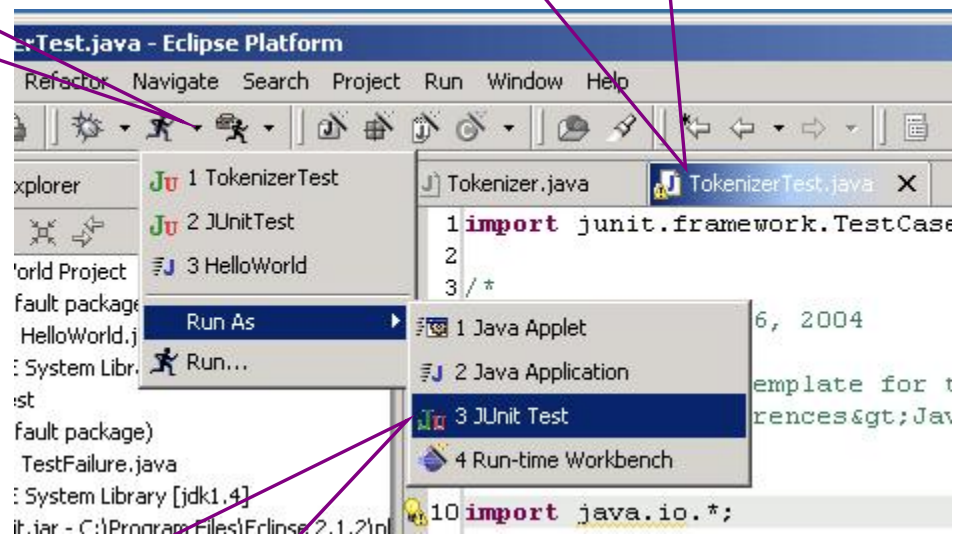 erTest.java - Eclipse Platform
Refactor Navigate Search Project Run Window Help
xplorer
1 TokenizerTest
2 JUnitTest
3 HelloWorld
Run As
Run...
Tokenizer.java TokenizerTest.java
1 import junit.framework.TestCase
2
3 /*
6, 2004
emplate for t
rences&gt;Jav
10 import java.io.*;
1 Java Applet
2 Java Application
3 JUnit Test
4 Run-time Workbench
orld Project
fault package
HelloWorld.j
E System Libr
est
fault package)
TestFailure.java
E System Library [jdk1.4]
it.jar - C:\Program Files\Eclipse 2.1.2\pl